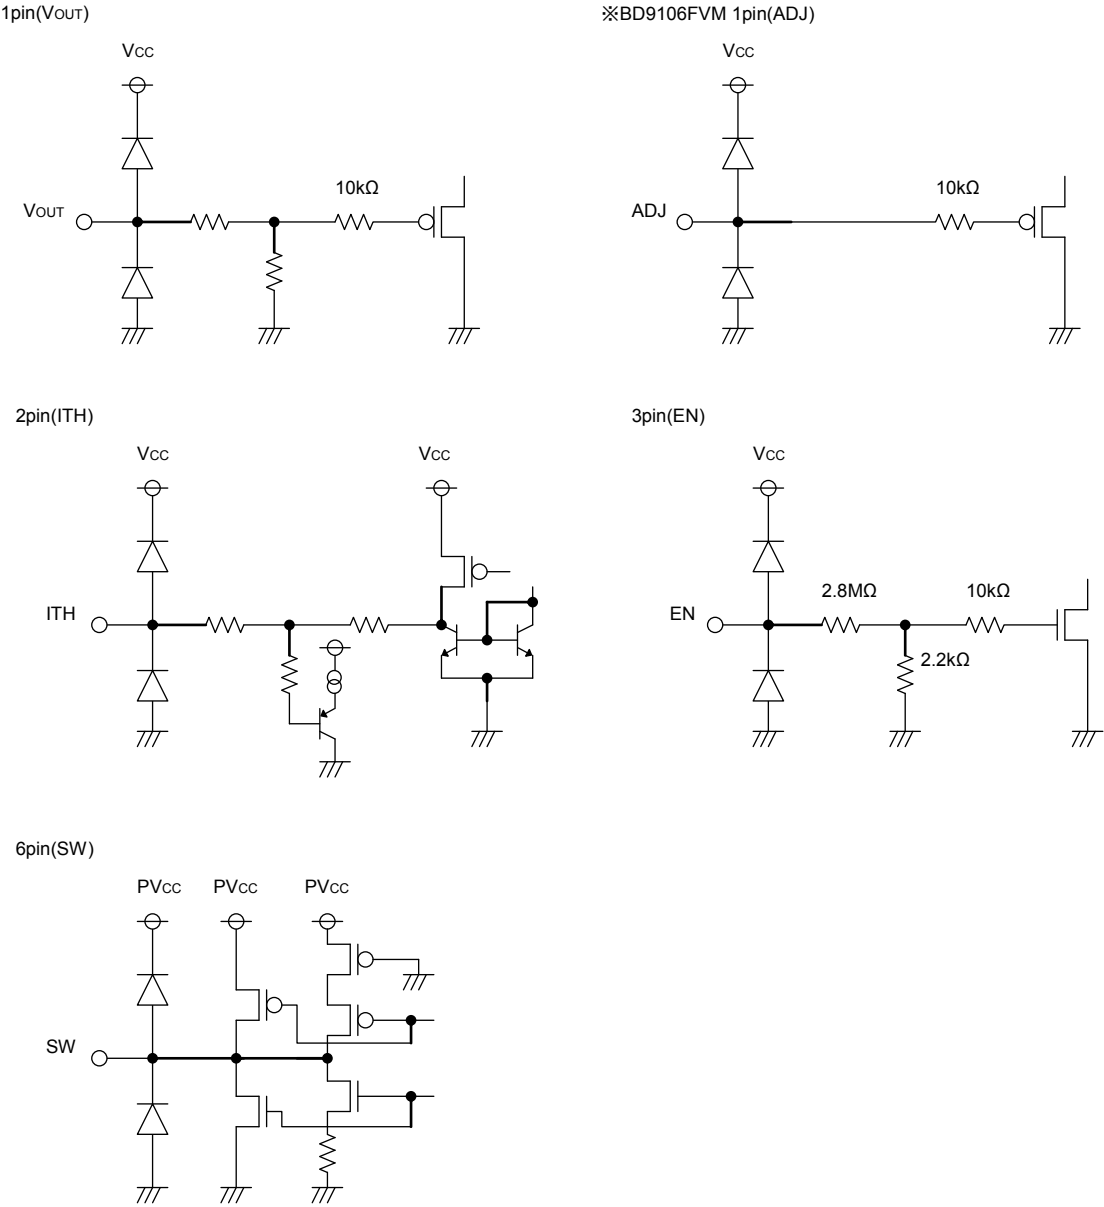 1pin(VOUT)
※BD9106FVM 1pin(ADJ)
VCC
VCC
10kΩ
10kΩ
VOUT
ADJ
2pin(ITH)
3pin(EN)
VCC
VCC
VCC
2.8MΩ
10kΩ
ITH
EN
2.2kΩ
6pin(SW)
PVCC
PVCC
PVCC
SW